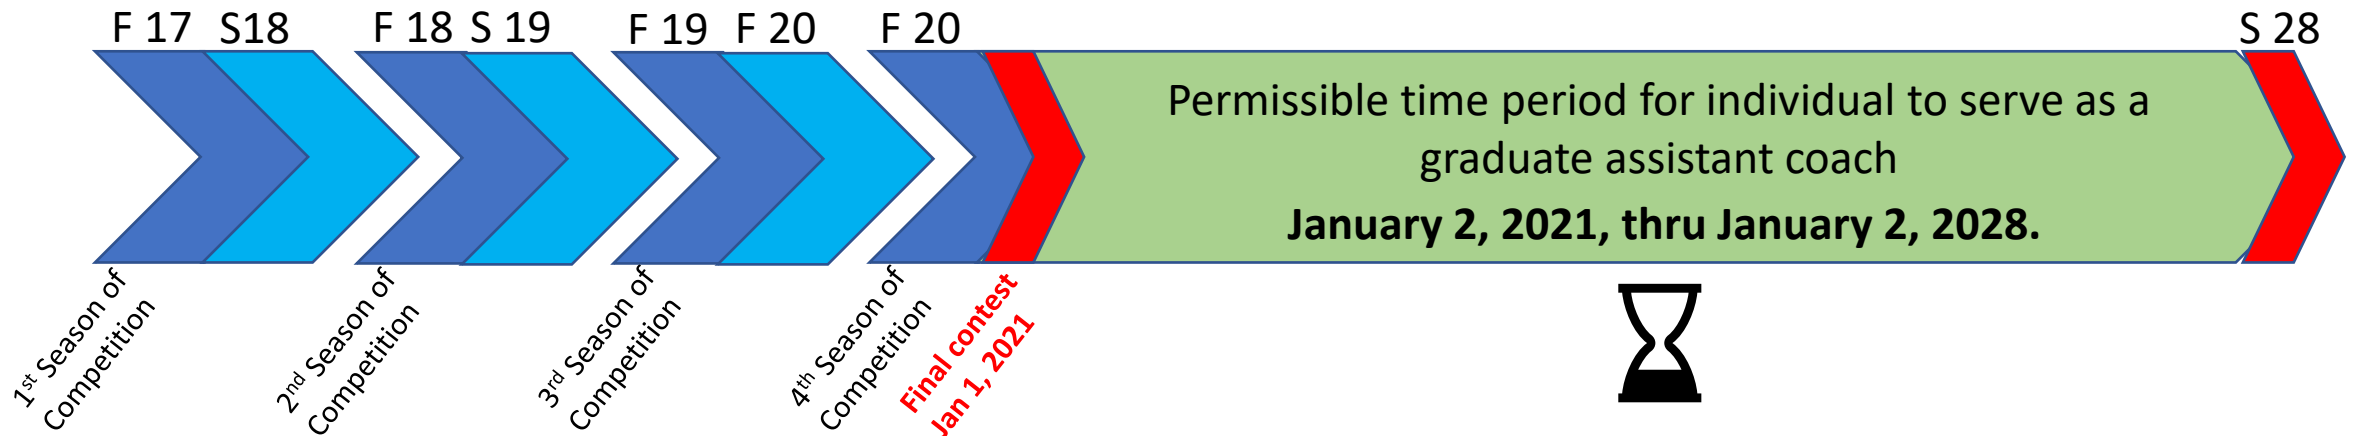 F 17 S18 F 18 S 19 F 19 F 20 F 20 S 28
Permissible time period for individual to serve as a
graduate assistant coach
January 2, 2021, thru January 2, 2028.
1st Season of
Competition
2nd Season of
Competition
3rd Season of
Competition
4th Season of
Competition
Final contest
Jan 1, 2021